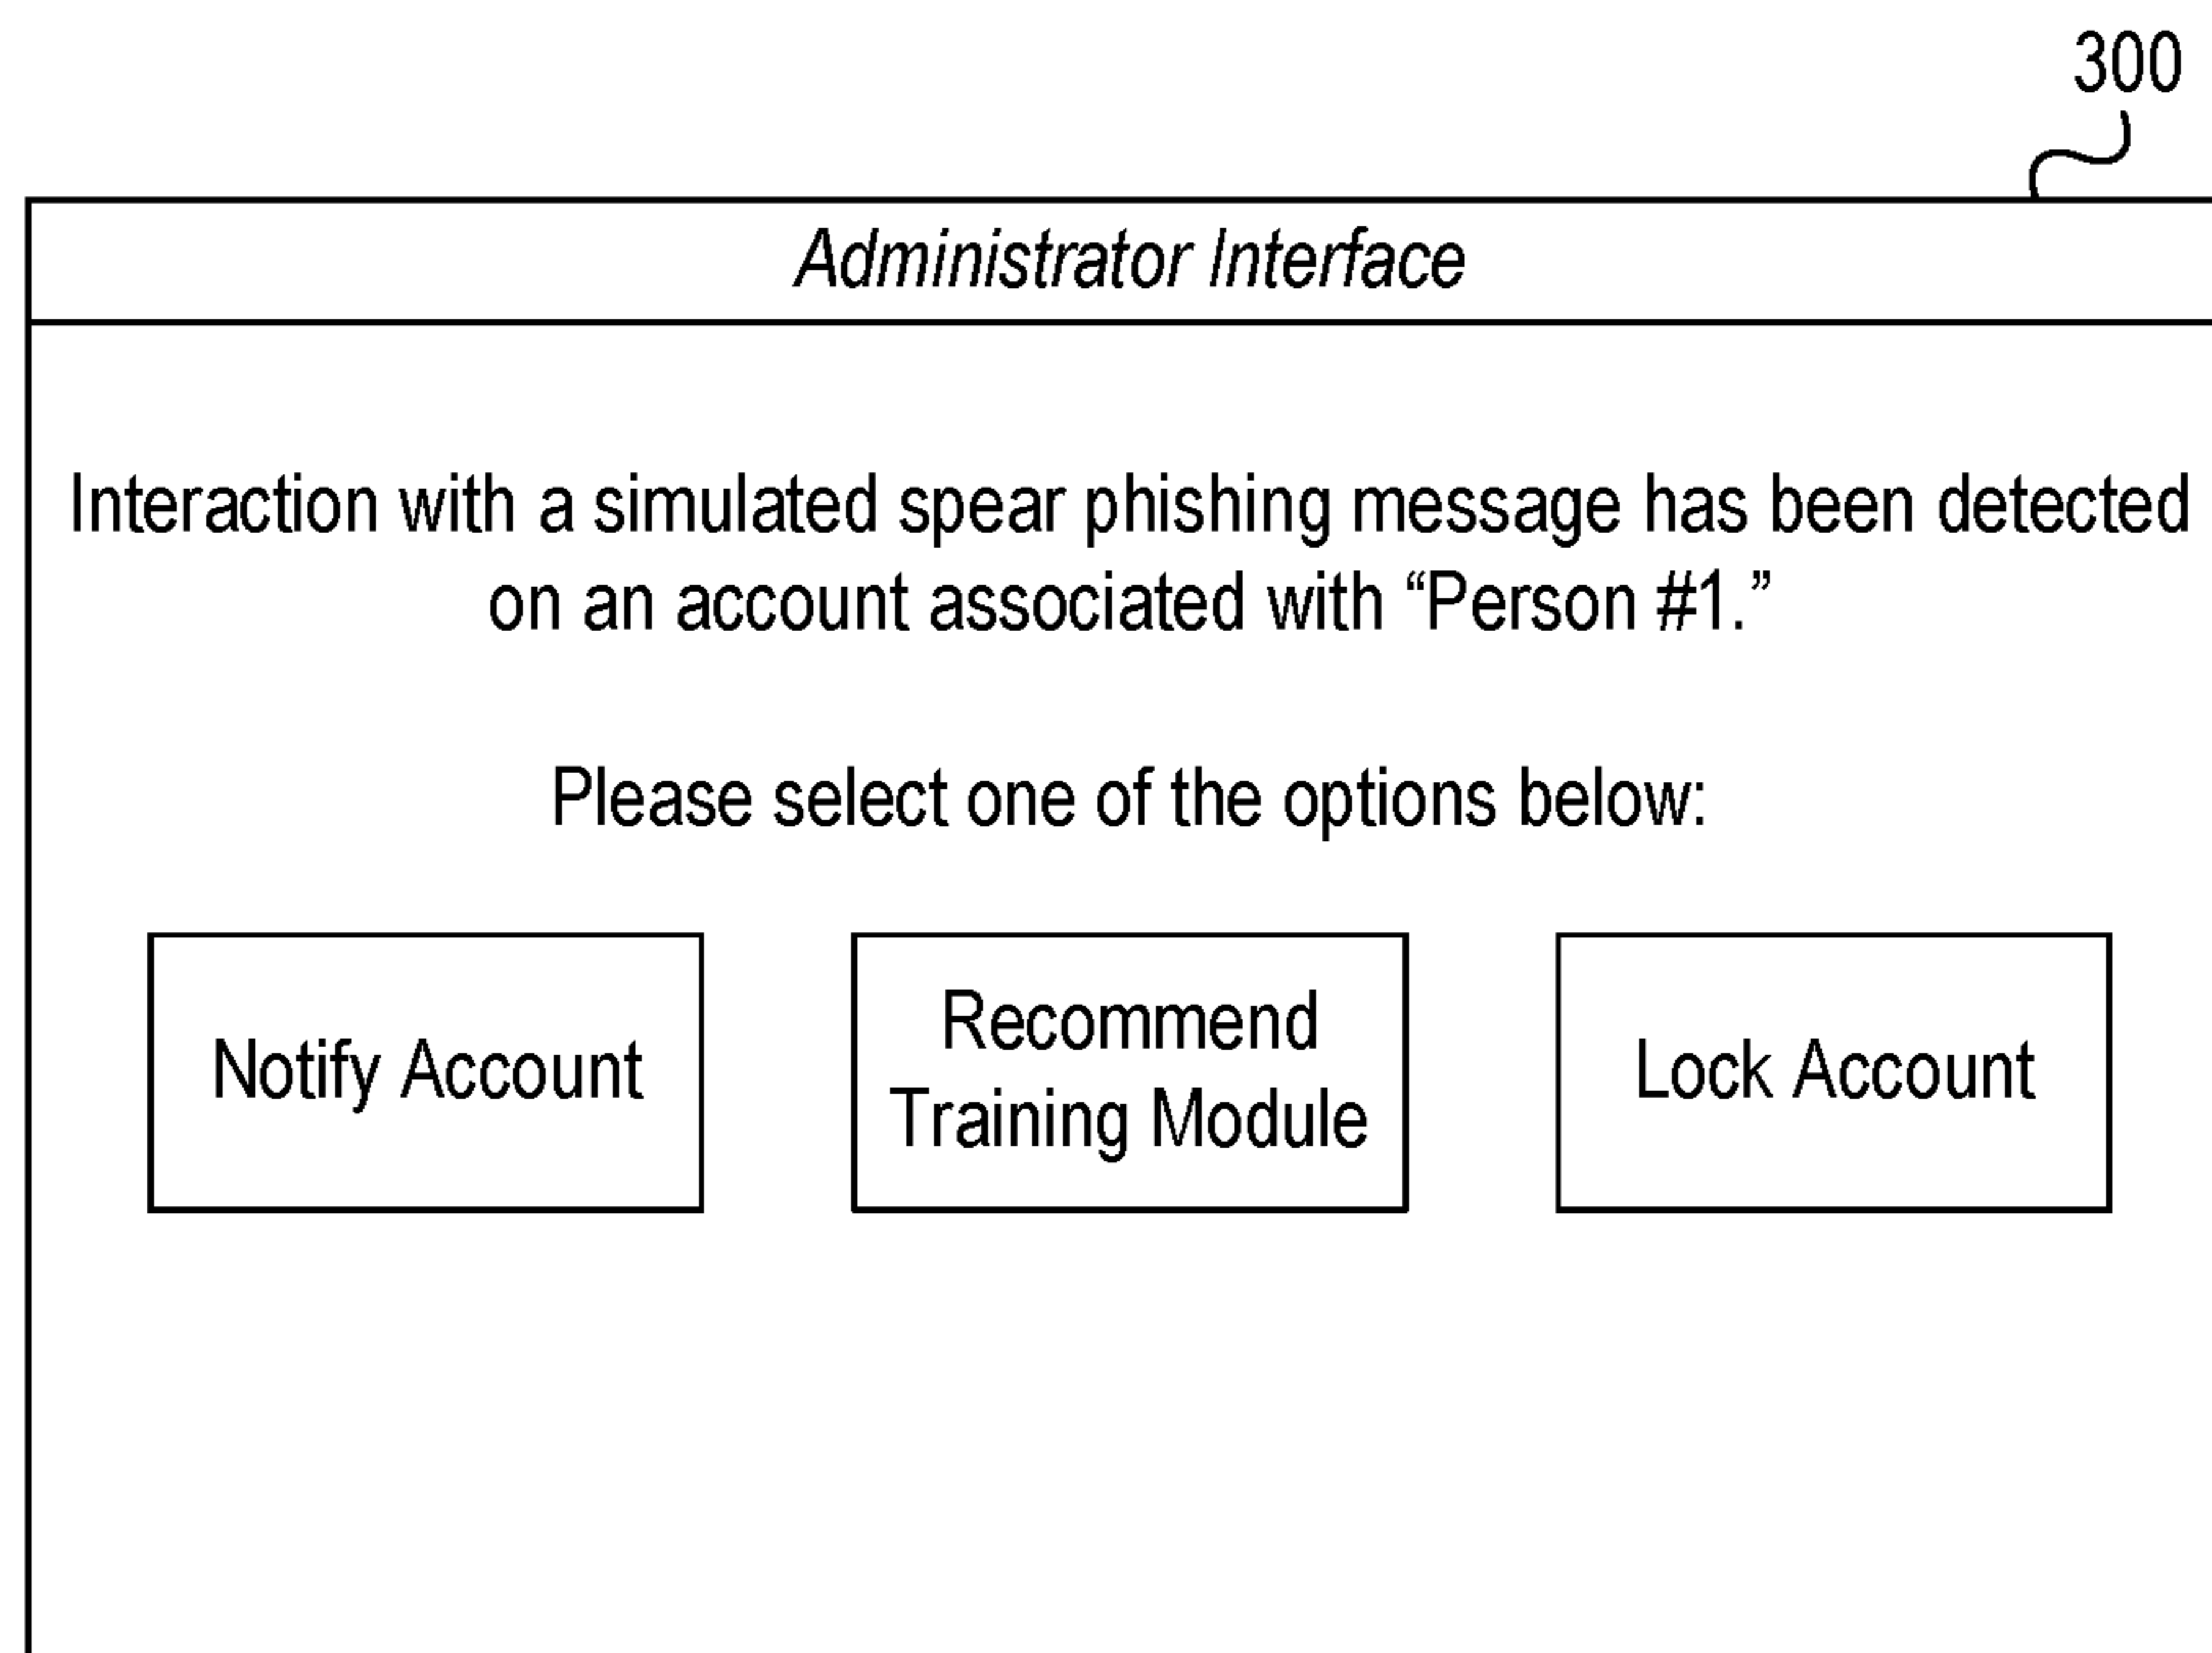 300
Administrator Interface
Interaction with a simulated spear phishing message has been detected
on an account associated with “Person #1.”
Please select one of the options below:
Notify Account
Recommend
Training Module
Lock Account